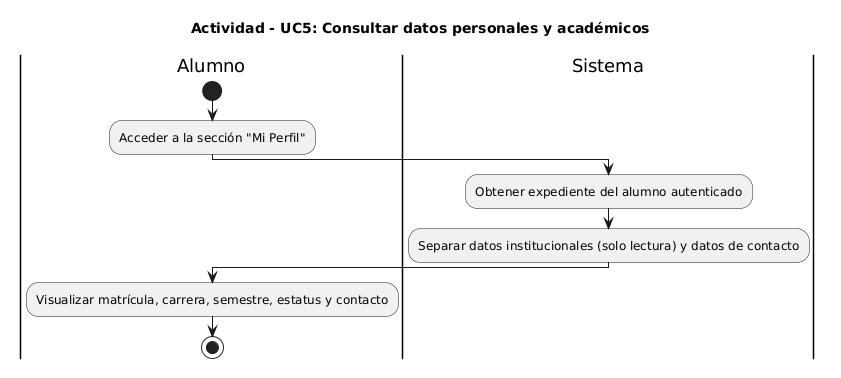 Actividad - UC5: Consultar datos personales y académicos
Alumno
Sistema
Acceder a la sección "Mi Perfil"
Obtener expediente del alumno autenticado
Separar datos institucionales (solo lectura) y datos de contacto
Visualizar matrícula, carrera, semestre, estatus y contacto